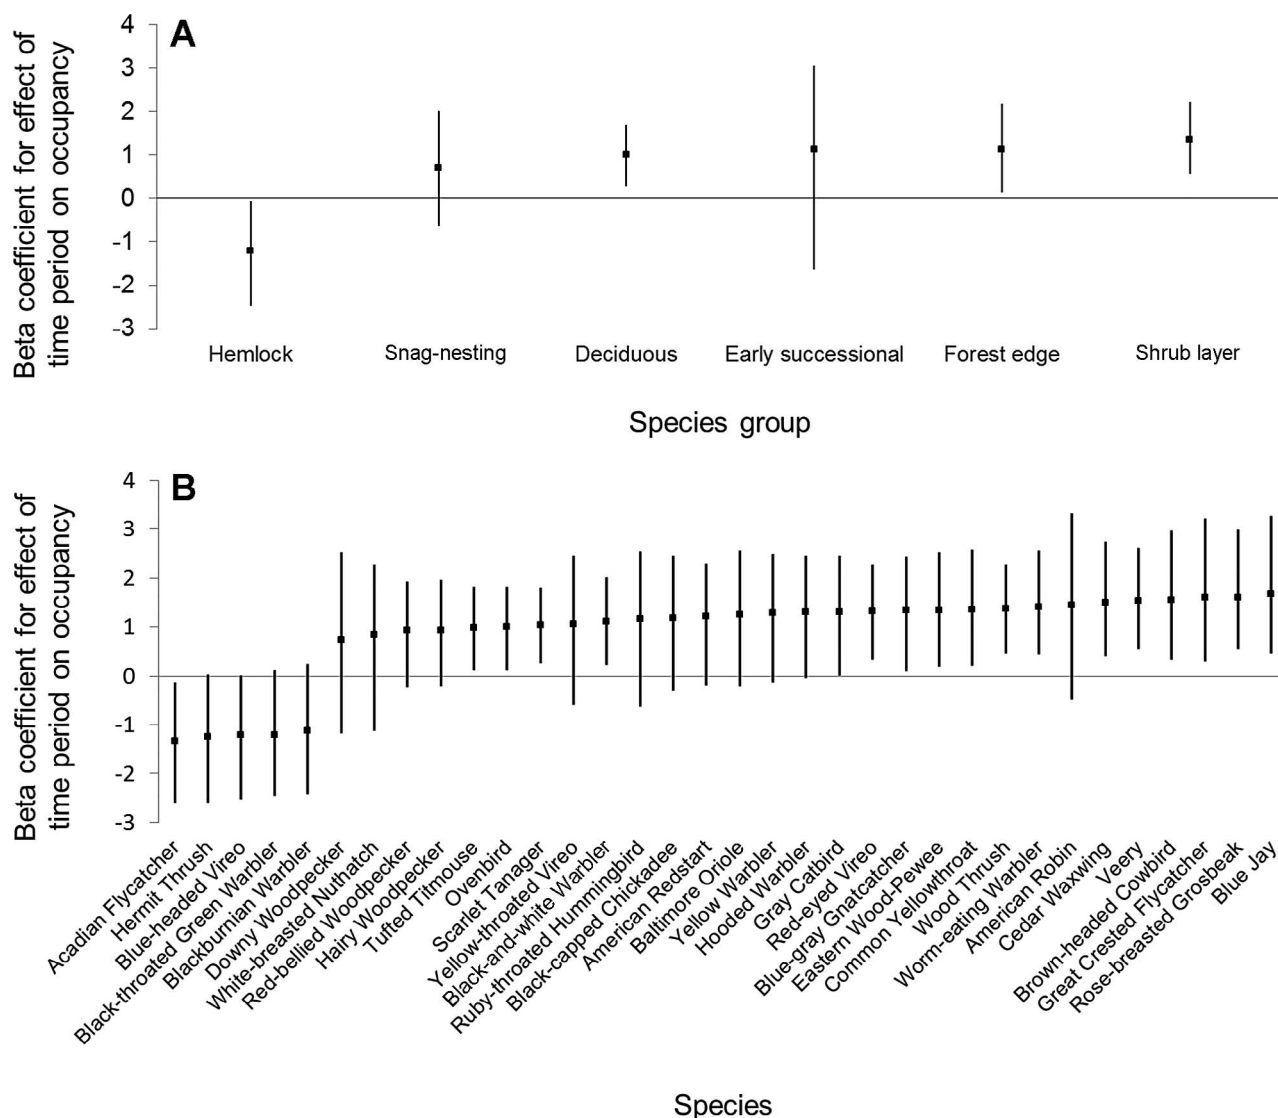 A
Beta coefficient for effect of
time period on occupancy
4
3
2
1
0
-1
-2
-3
Hemlock
Snag-nesting
Deciduous
Early successional
Forest edge
Shrub layer
Species group
B
Beta coefficient for effect of
time period on occupancy
4
3
2
1
0
-1
-2
-3
Acadian Flycatcher
Hermit Thrush
Blue-headed Vireo
Black-throated Green Warbler
Blackburnian Warbler
Downy Woodpecker
White-breasted Nuthatch
Red-bellied Woodpecker
Hairy Woodpecker
Tufted Titmouse
Ovenbird
Scarlet Tanager
Yellow-throated Vireo
Black-and-white Warbler
Ruby-throated Hummingbird
Black-capped Chickadee
American Redstart
Baltimore Oriole
Yellow Warbler
Hooded Warbler
Gray Catbird
Red-eyed Vireo
Blue-gray Gnatcatcher
Eastern Wood-Pewee
Common Yellowthroat
Wood Thrush
Worm-eating Warbler
American Robin
Cedar Waxwing
Veery
Brown-headed Cowbird
Great Crested Flycatcher
Rose-breasted Grosbeak
Blue Jay
Species